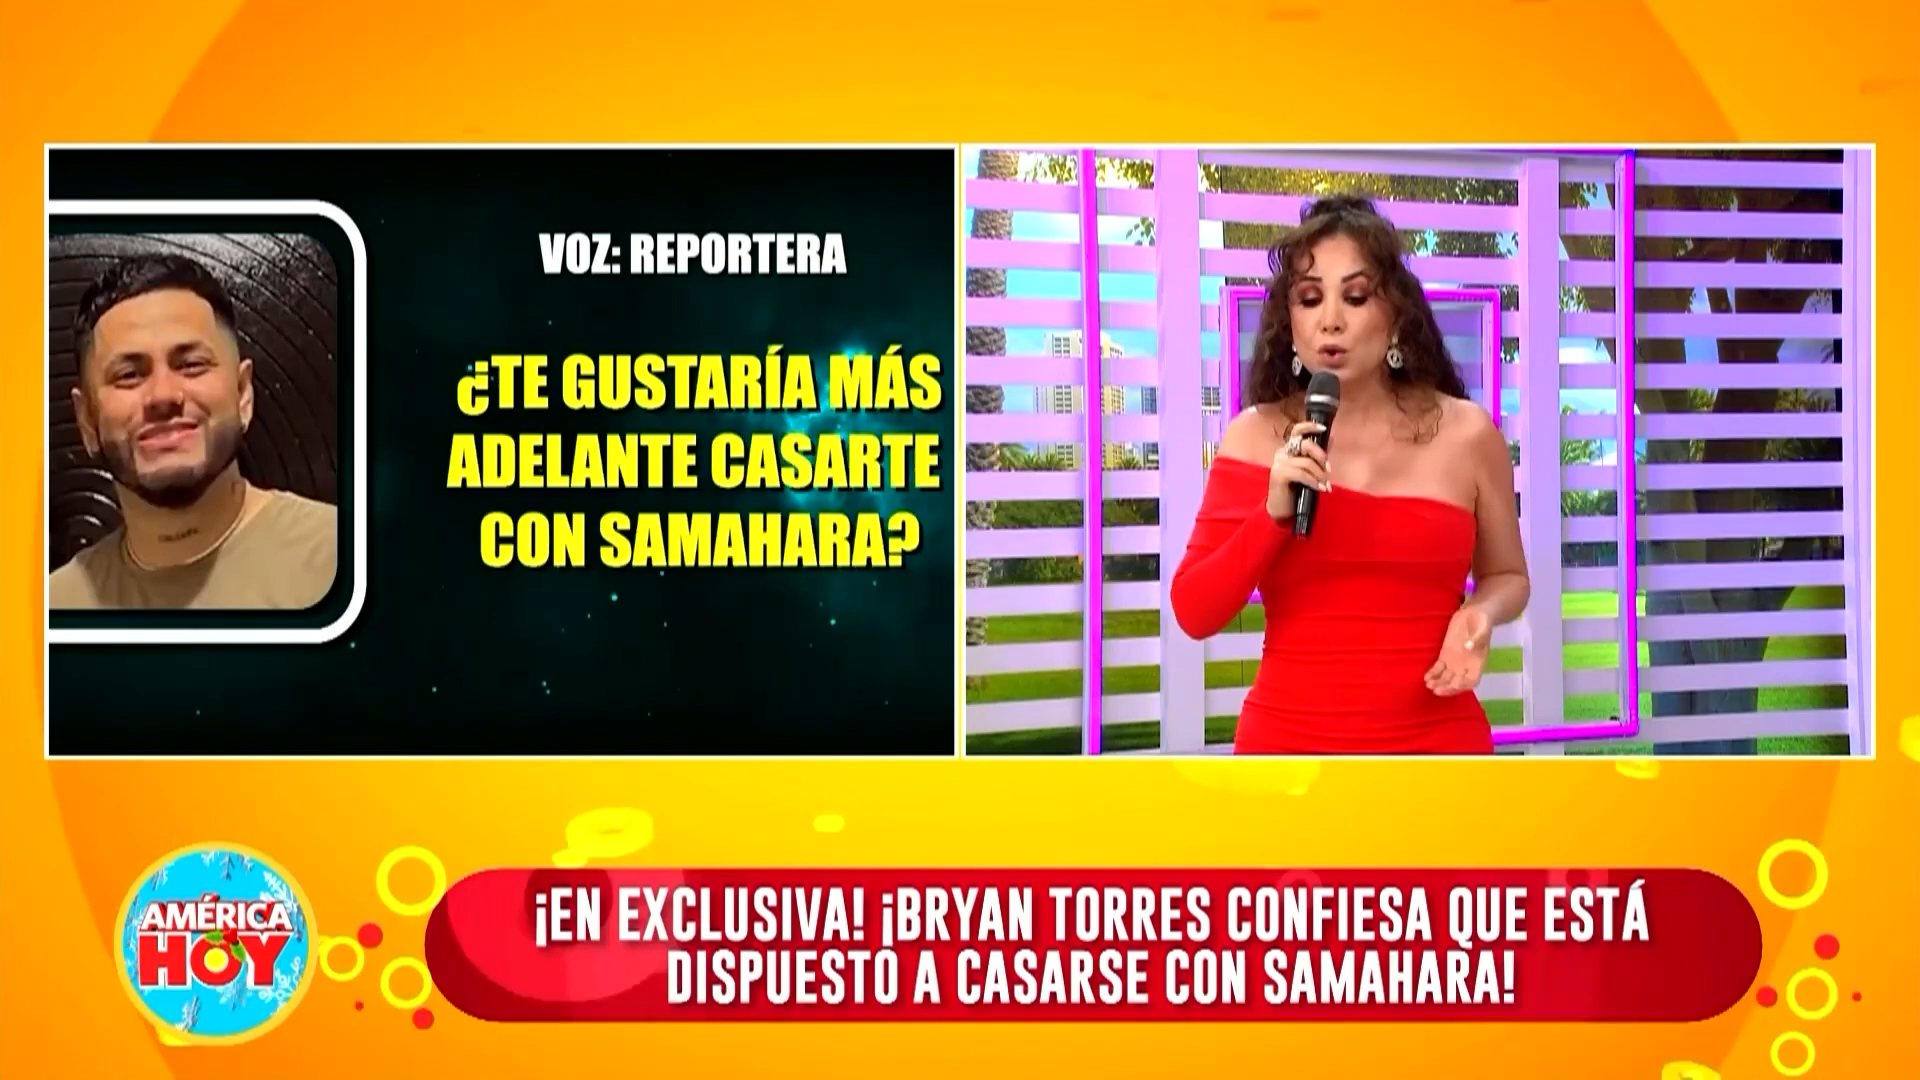 VOZ: REPORTERA
¿TE GUSTARÍA MÁS
ADELANTE CASARTE
CON SAMAHARA?
AMÉRICA
HOY
¡EN EXCLUSIVA! ¡BRYAN TORRES CONFIESA QUE ESTÁ
DISPUESTO A CASARSE CON SAMAHARA!